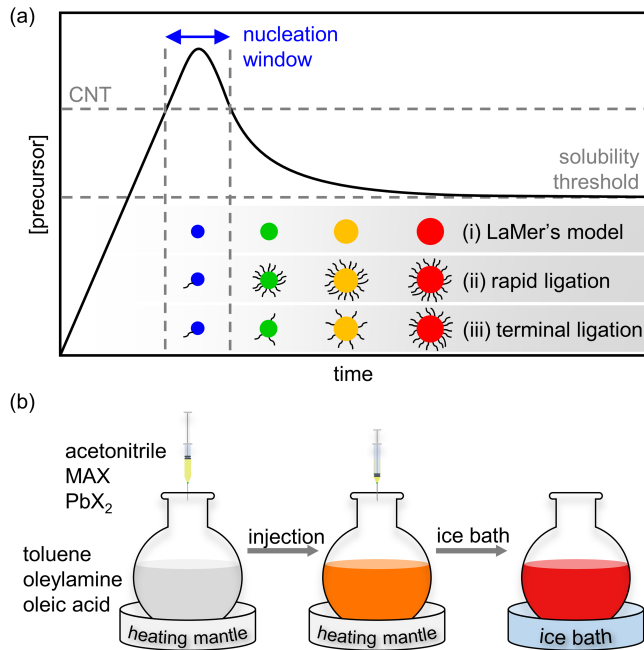 (a)
nucleation
window
CNT
[precursor]
solubility
threshold
(i) LaMer's model
(ii) rapid ligation
(iii) terminal ligation
time
(b)
acetonitrile
MAX
PbX₂
toluene
oleylamine
oleic acid
injection
ice bath
heating mantle
heating mantle
ice bath